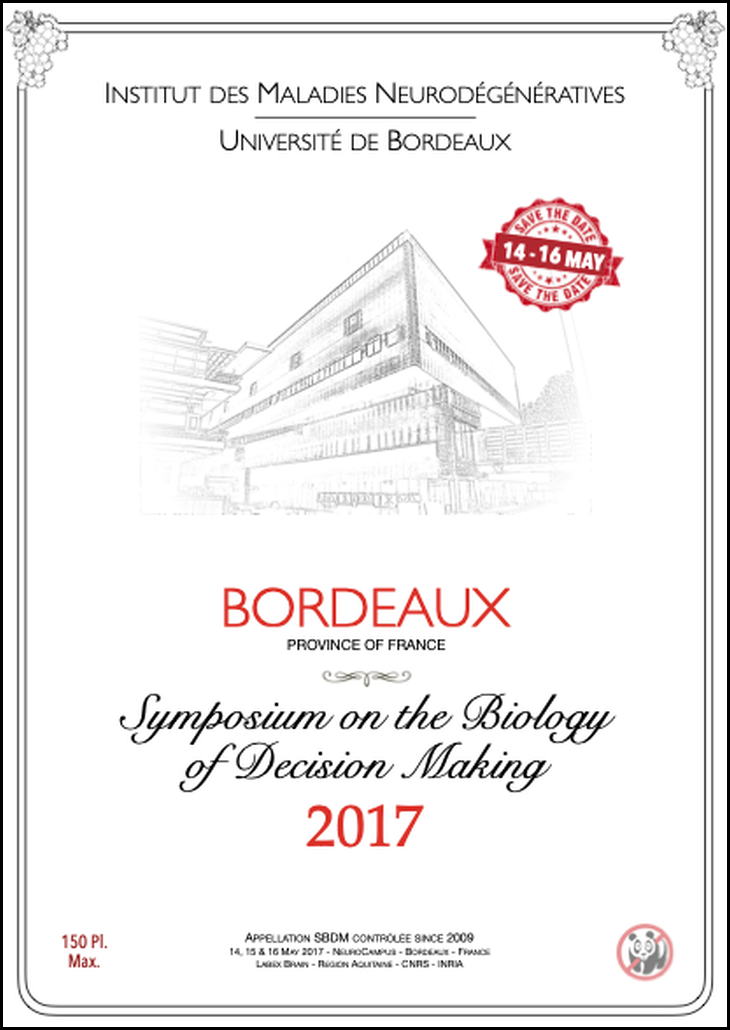 INSTITUT DES MALADIES NEURODÉGÉNÉRATIVES
UNIVERSITÉ DE BORDEAUX
SAVE THE DATE
14 - 16 MAY
SAVE THE DATE
BORDEAUX
PROVINCE OF FRANCE
Symposium on the Biology
of Decision Making
2017
150 Pl.
Max.
APPELLATION SBDM CONTRÔLÉE SINCE 2009
14, 15 & 16 MAY 2017 - NEUROCAMPUS - BORDEAUX - FRANCE
LABEX BRAIN - REGION AQUITAINE - CNRS - INRIA